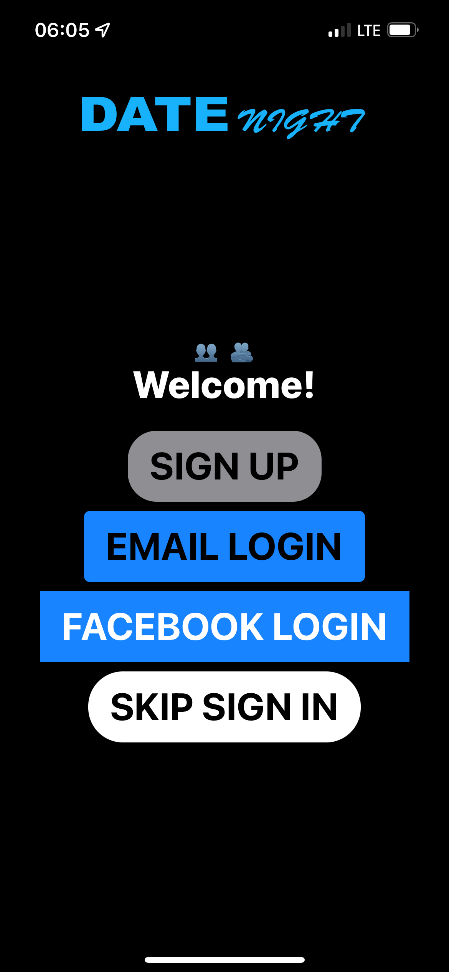 06:05 LTE
DATE NIGHT
Welcome!
SIGN UP
EMAIL LOGIN
FACEBOOK LOGIN
SKIP SIGN IN